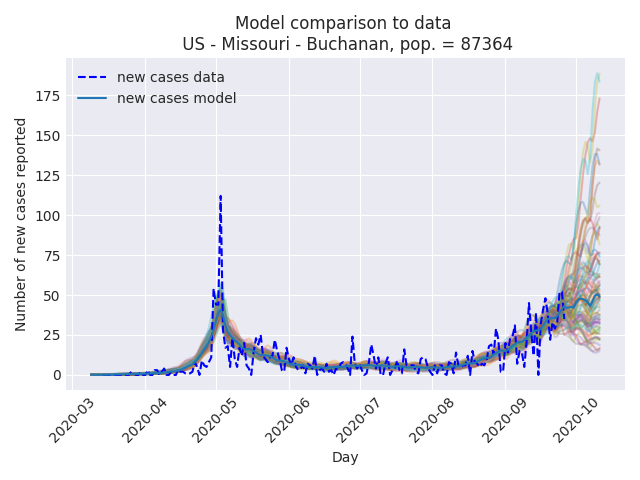 Model comparison to data
US - Missouri - Buchanan, pop. = 87364
new cases data
new cases model
Number of new cases reported
175
150
125
100
75
50
25
0
2020-03
2020-04
2020-05
2020-06
2020-07
2020-08
2020-09
2020-10
Day